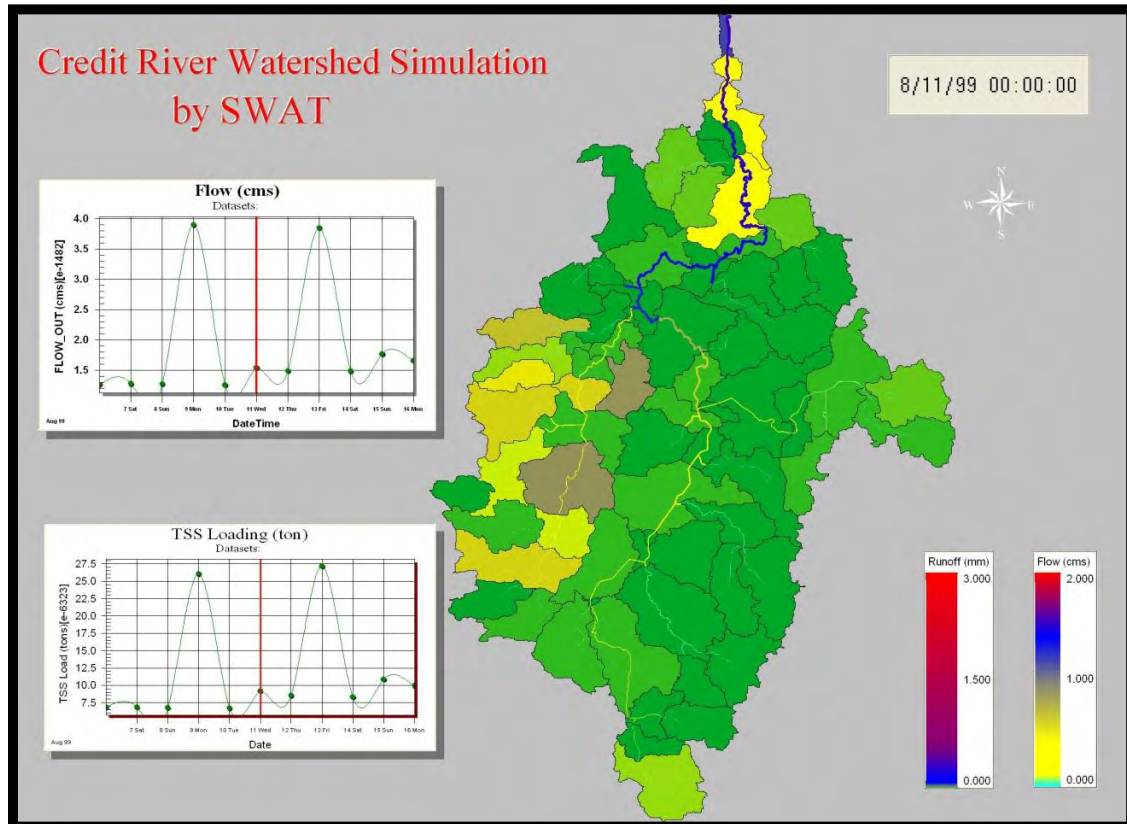 Credit River Watershed Simulation
by SWAT
8/11/99 00:00:00
N
W E
S
Flow (cms)
Datasets:
FLOW_OUT (cms)[e-1482]
4.0
3.5
3.0
2.5
2.0
1.5
7 Sat 8 Sun 9 Mon 10 Tue 11 Wed 12 Thu 13 Fri 14 Sat 15 Sun 16 Mon
Aug 99
DateTime
TSS Loading (ton)
Datasets:
TSS Load (tons)[e-6323]
27.5
25.0
22.5
20.0
17.5
15.0
12.5
10.0
7.5
7 Sat 8 Sun 9 Mon 10 Tue 11 Wed 12 Thu 13 Fri 14 Sat 15 Sun 16 Mon
Aug 99
Date
Runoff (mm)
3.000
1.500
0.000
Flow (cms)
2.000
1.000
0.000